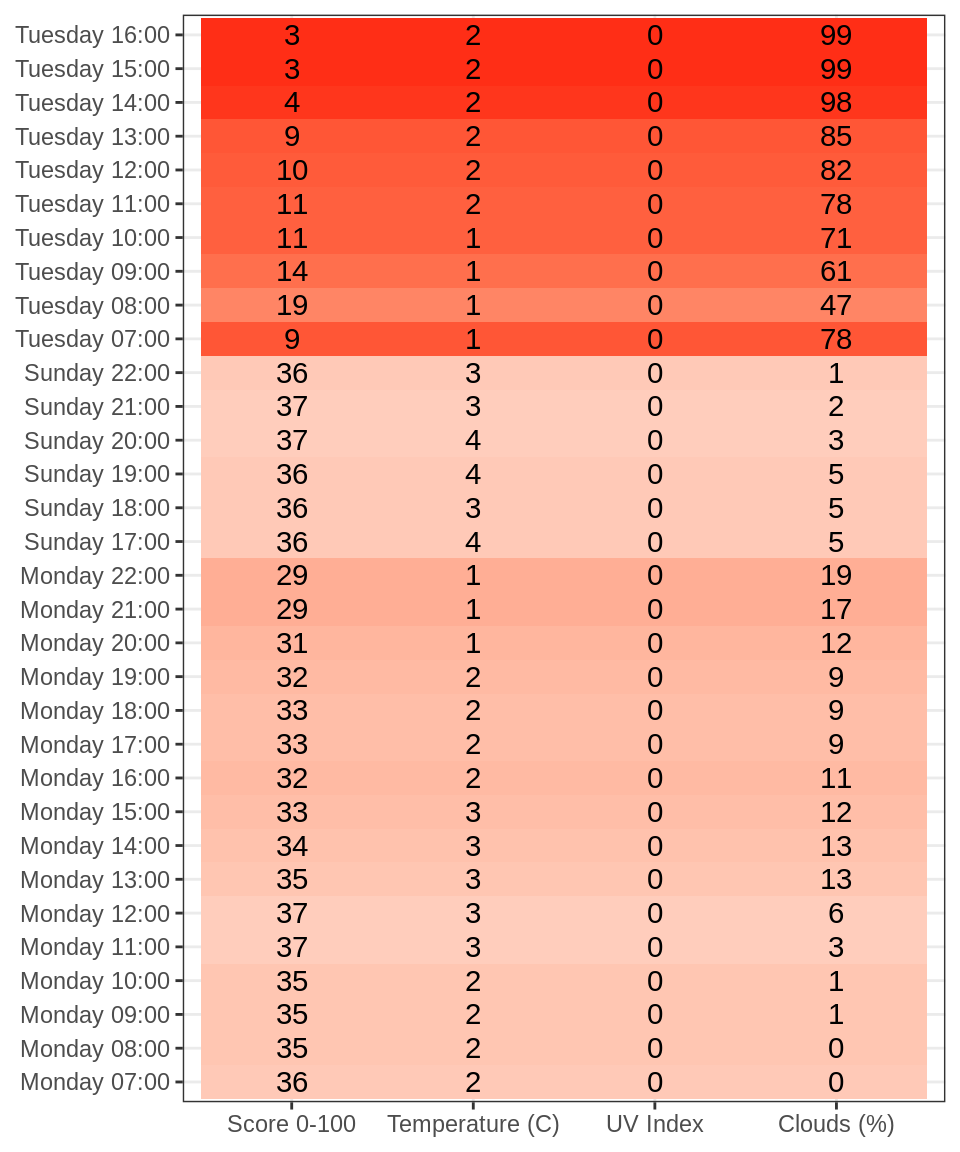 Tuesday 16:00 3 2 0 99
Tuesday 15:00 3 2 0 99
Tuesday 14:00 4 2 0 98
Tuesday 13:00 9 2 0 85
Tuesday 12:00 10 2 0 82
Tuesday 11:00 11 2 0 78
Tuesday 10:00 11 1 0 71
Tuesday 09:00 14 1 0 61
Tuesday 08:00 19 1 0 47
Tuesday 07:00 9 1 0 78
Sunday 22:00 36 3 0 1
Sunday 21:00 37 3 0 2
Sunday 20:00 37 4 0 3
Sunday 19:00 36 4 0 5
Sunday 18:00 36 3 0 5
Sunday 17:00 36 4 0 5
Monday 22:00 29 1 0 19
Monday 21:00 29 1 0 17
Monday 20:00 31 1 0 12
Monday 19:00 32 2 0 9
Monday 18:00 33 2 0 9
Monday 17:00 33 2 0 9
Monday 16:00 32 2 0 11
Monday 15:00 33 3 0 12
Monday 14:00 34 3 0 13
Monday 13:00 35 3 0 13
Monday 12:00 37 3 0 6
Monday 11:00 37 3 0 3
Monday 10:00 35 2 0 1
Monday 09:00 35 2 0 1
Monday 08:00 35 2 0 0
Monday 07:00 36 2 0 0
Score 0-100 Temperature (C) UV Index Clouds (%)